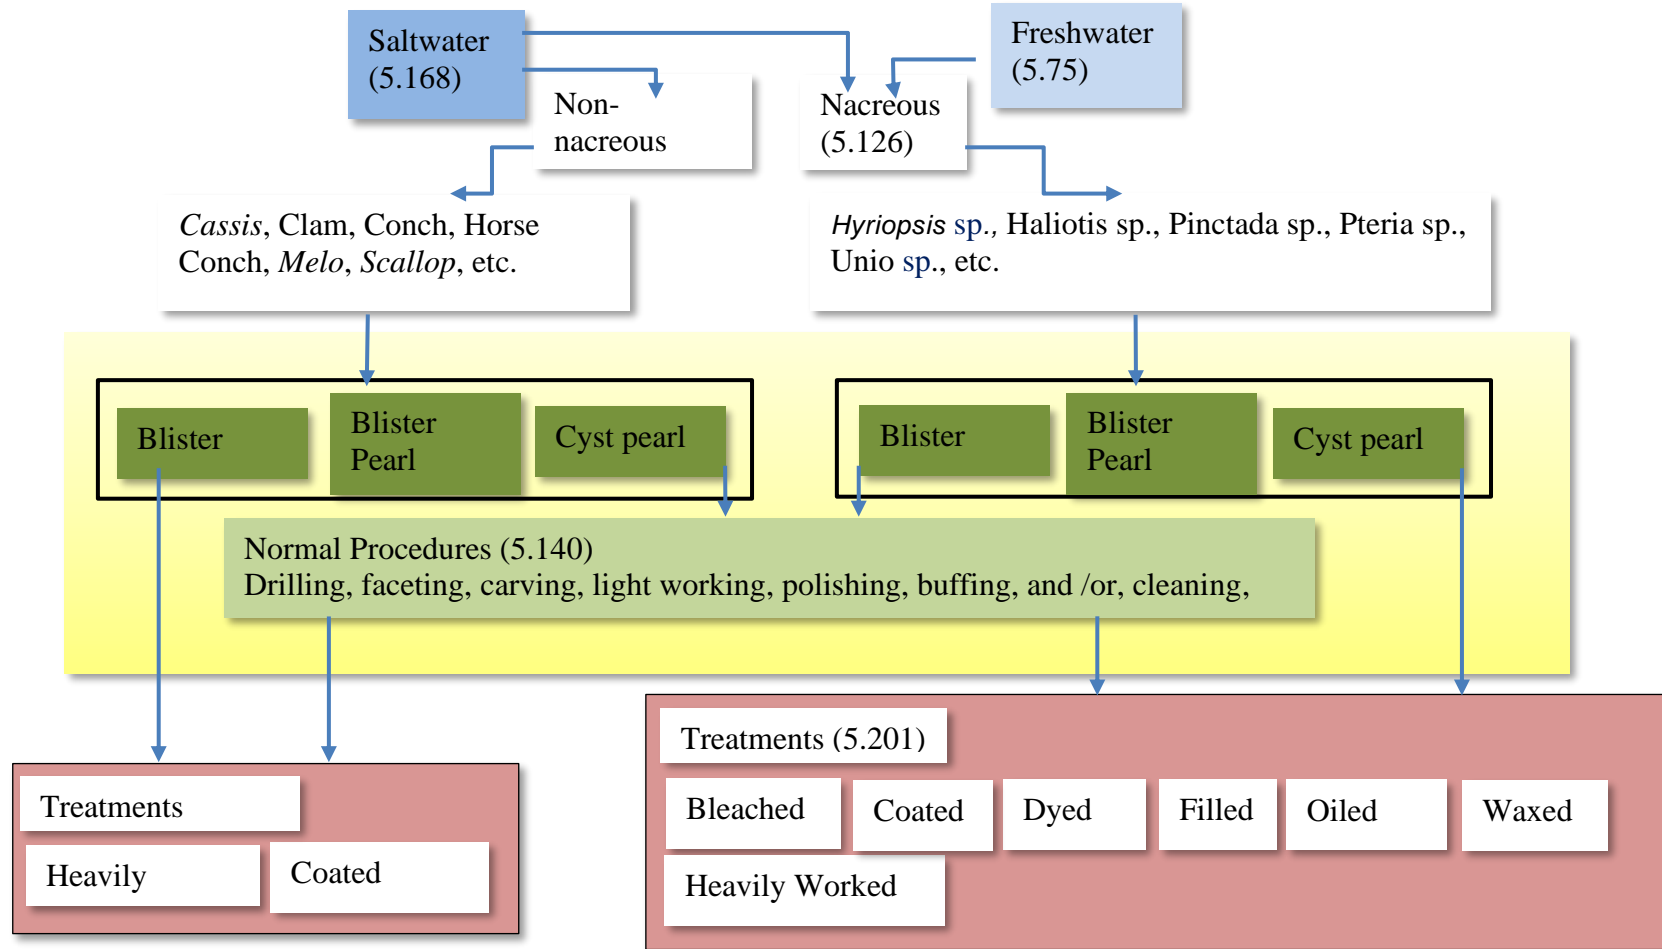 Saltwater
(5.168)
Freshwater
(5.75)
Non-
nacreous
Nacreous
(5.126)
Cassis, Clam, Conch, Horse
Conch, Melo, Scallop, etc.
Hyriopsis sp., Haliotis sp., Pinctada sp., Pteria sp.,
Unio sp., etc.
Blister
Blister
Pearl
Cyst pearl
Blister
Blister
Pearl
Cyst pearl
Normal Procedures (5.140)
Drilling, faceting, carving, light working, polishing, buffing, and /or, cleaning,
Treatments
Heavily
Coated
Treatments (5.201)
Bleached
Coated
Dyed
Filled
Oiled
Waxed
Heavily Worked